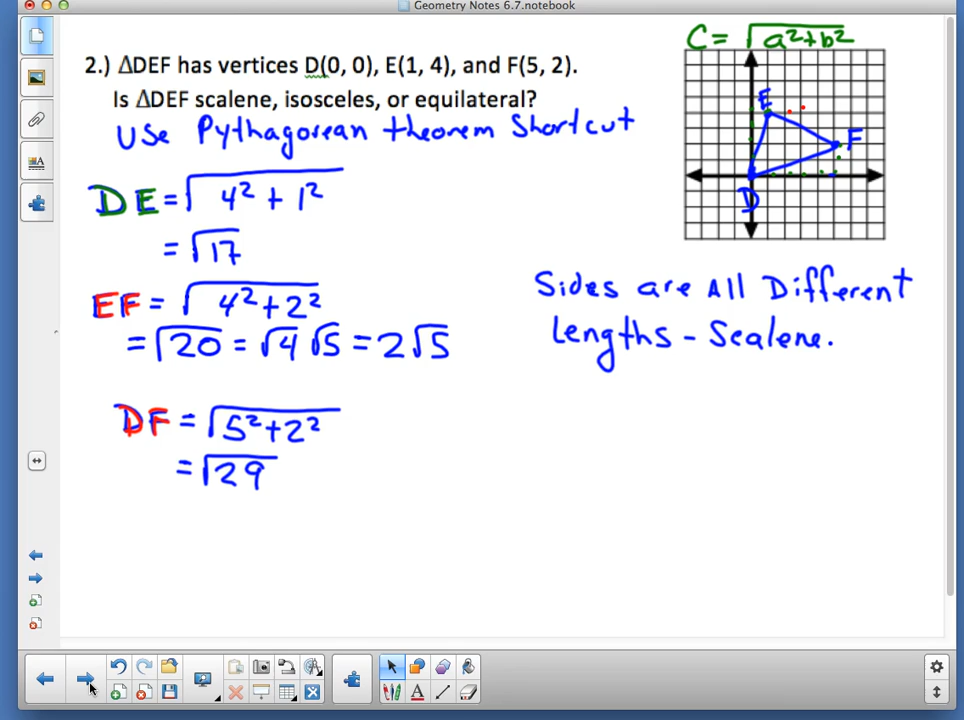 Geometry Notes 6.7.notebook
C = √a²+b²
2.) ΔDEF has vertices D(0, 0), E(1, 4), and F(5, 2).
Is ΔDEF scalene, isosceles, or equilateral?
Use Pythagorean theorem Shortcut
E
F
D
DE = √4² + 1²
= √17
EF = √4²+2²
= √20 = √4 √5 = 2√5
DF = √5²+2²
= √29
Sides are All Different
Lengths - Scalene.